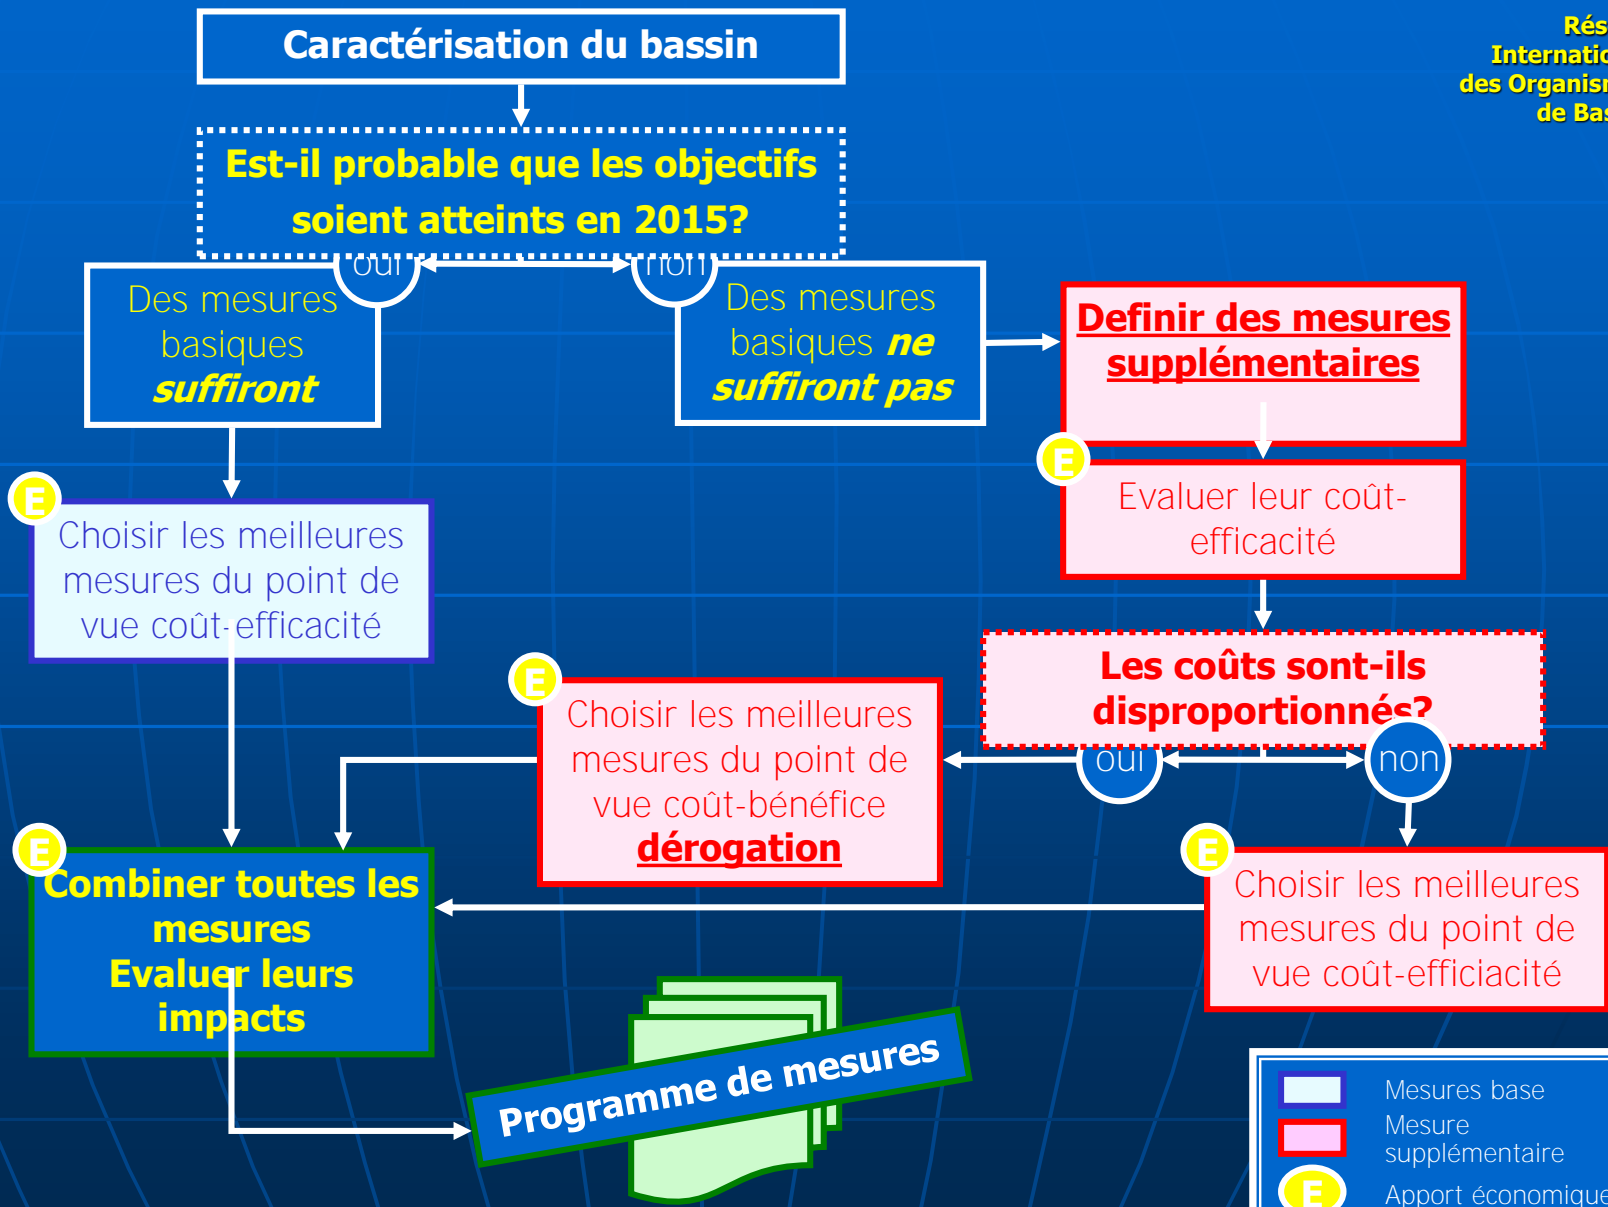 Caractérisation du bassin
Est-il probable que les objectifs
soient atteints en 2015?
oui
non
Des mesures
basiques
suffiront
Des mesures
basiques ne
suffiront pas
Definir des mesures
supplémentaires
E
Evaluer leur coût-
efficacité
E
Choisir les meilleures
mesures du point de
vue coût-efficacité
Les coûts sont-ils
disproportionnés?
oui
non
E
Choisir les meilleures
mesures du point de
vue coût-bénéfice
dérogation
E
Combiner toutes les
mesures
Evaluer leurs
impacts
E
Choisir les meilleures
mesures du point de
vue coût-efficiacité
Programme de mesures
Mesures base
Mesure
supplémentaire
E
Apport économique
des
de